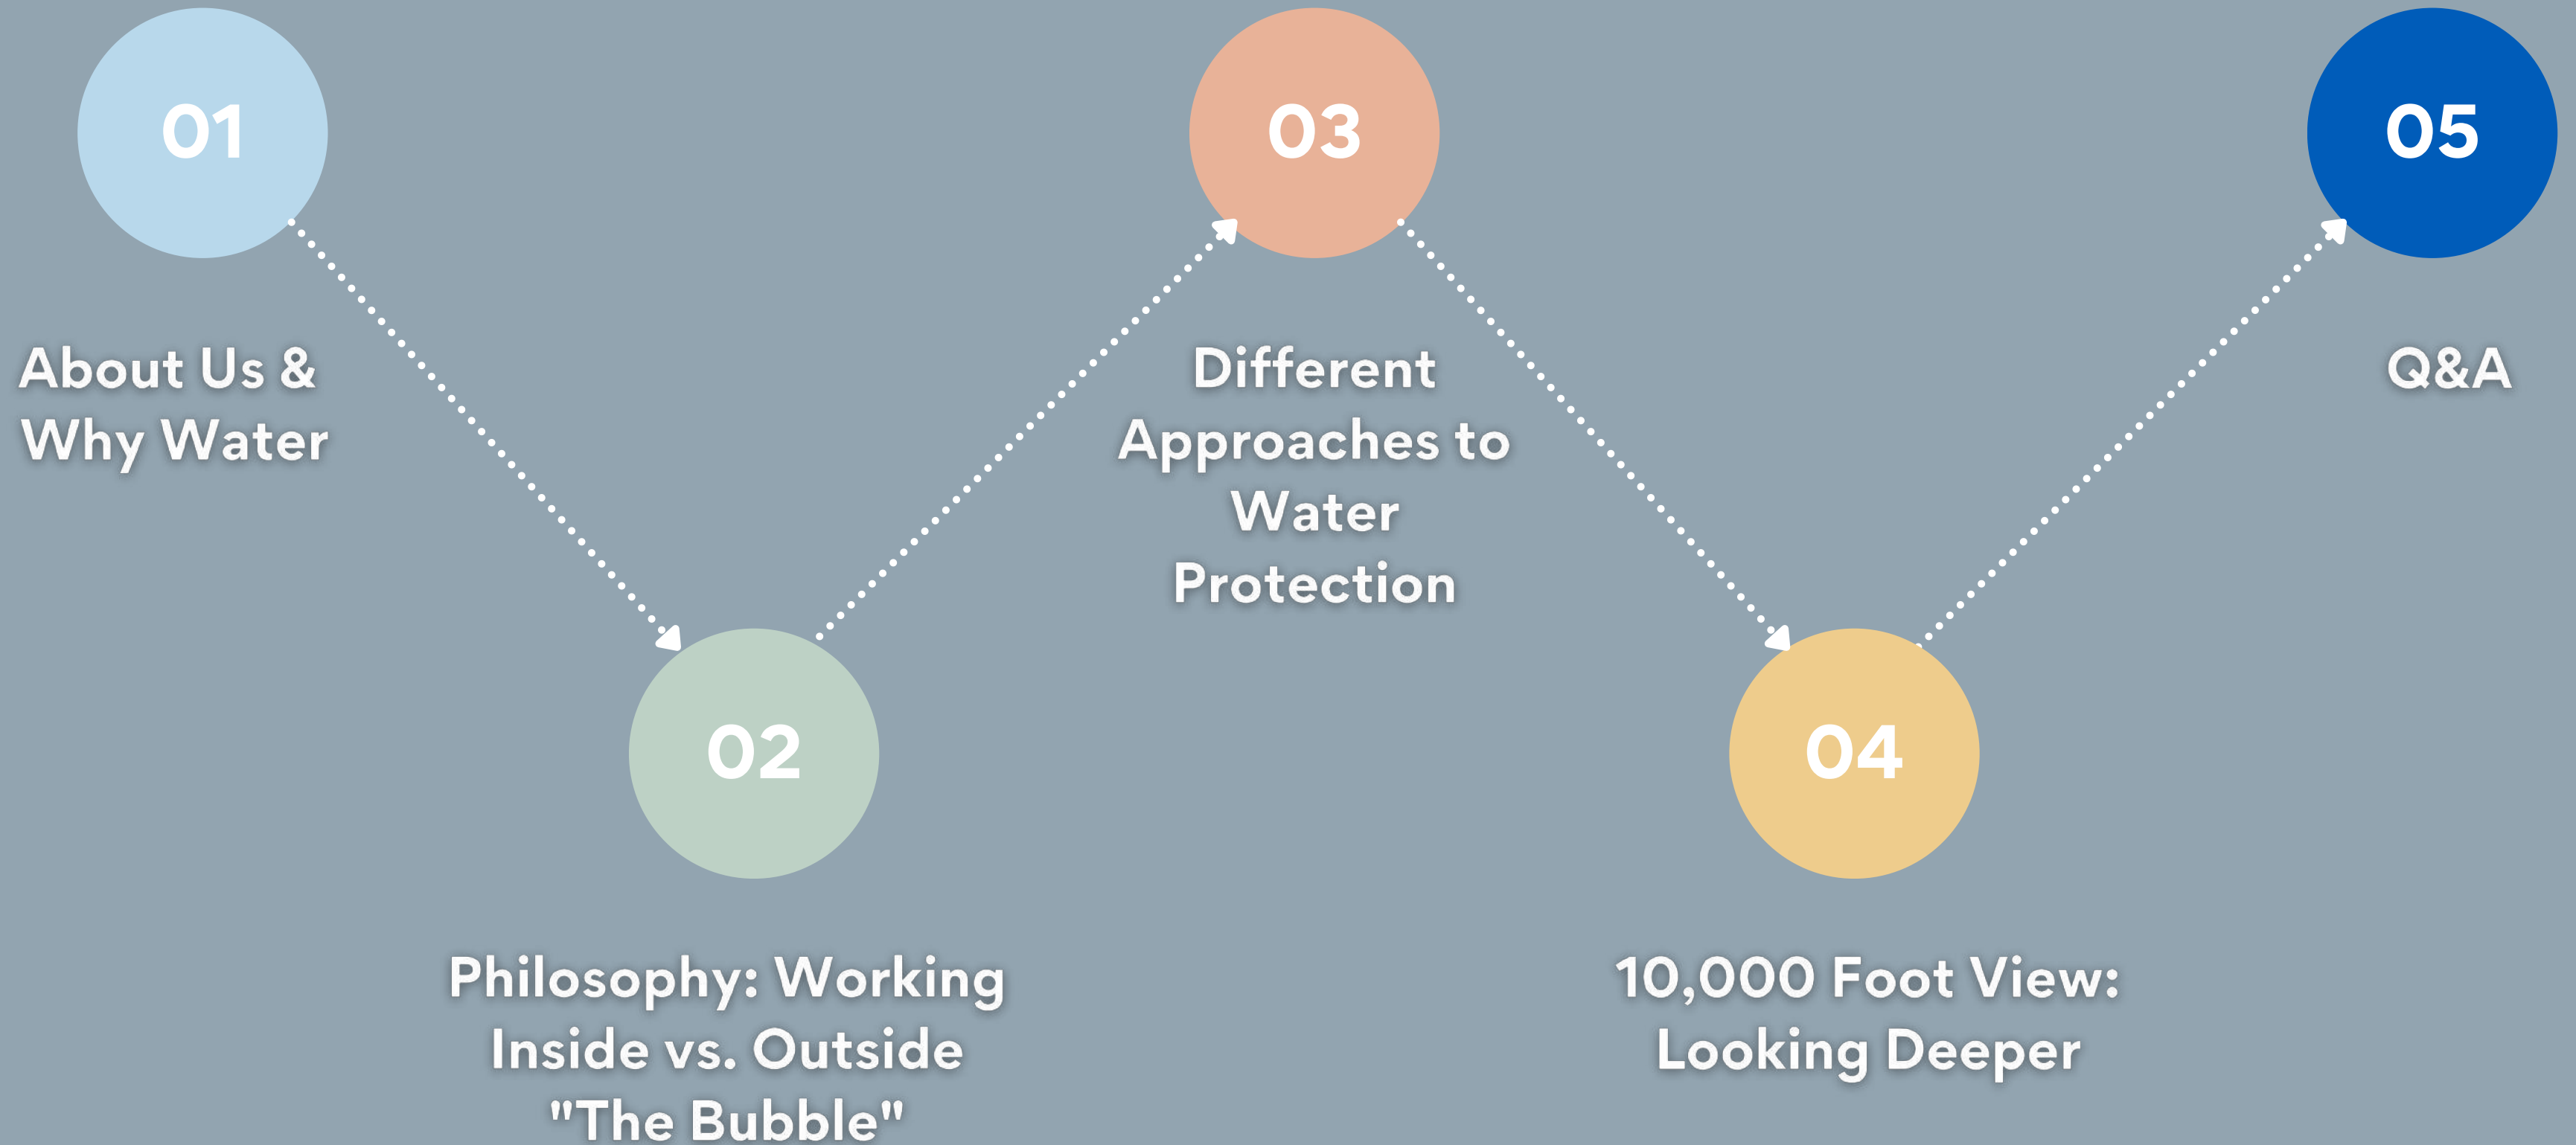 01
About Us &
Why Water
02
Philosophy: Working
Inside vs. Outside
"The Bubble"
03
Different
Approaches to
Water
Protection
04
10,000 Foot View:
Looking Deeper
05
Q&A